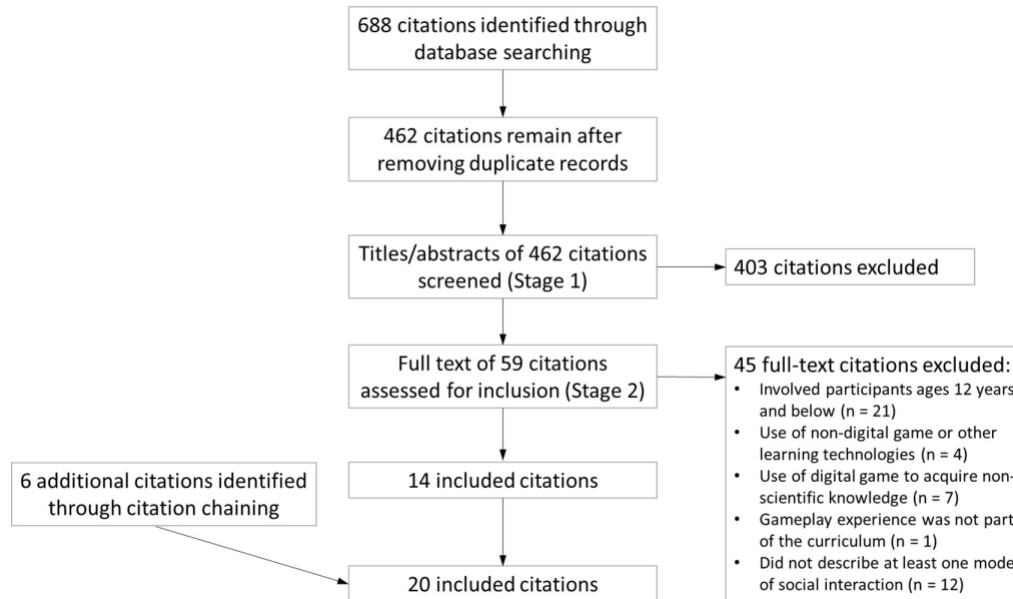 688 citations identified through
database searching
462 citations remain after
removing duplicate records
Titles/abstracts of 462 citations
screened (Stage 1)
403 citations excluded
Full text of 59 citations
assessed for inclusion (Stage 2)
45 full-text citations excluded:
• Involved participants ages 12 years
and below (n = 21)
• Use of non-digital game or other
learning technologies (n = 4)
• Use of digital game to acquire non-
scientific knowledge (n = 7)
• Gameplay experience was not part
of the curriculum (n = 1)
• Did not describe at least one mode
of social interaction (n = 12)
14 included citations
6 additional citations identified
through citation chaining
20 included citations